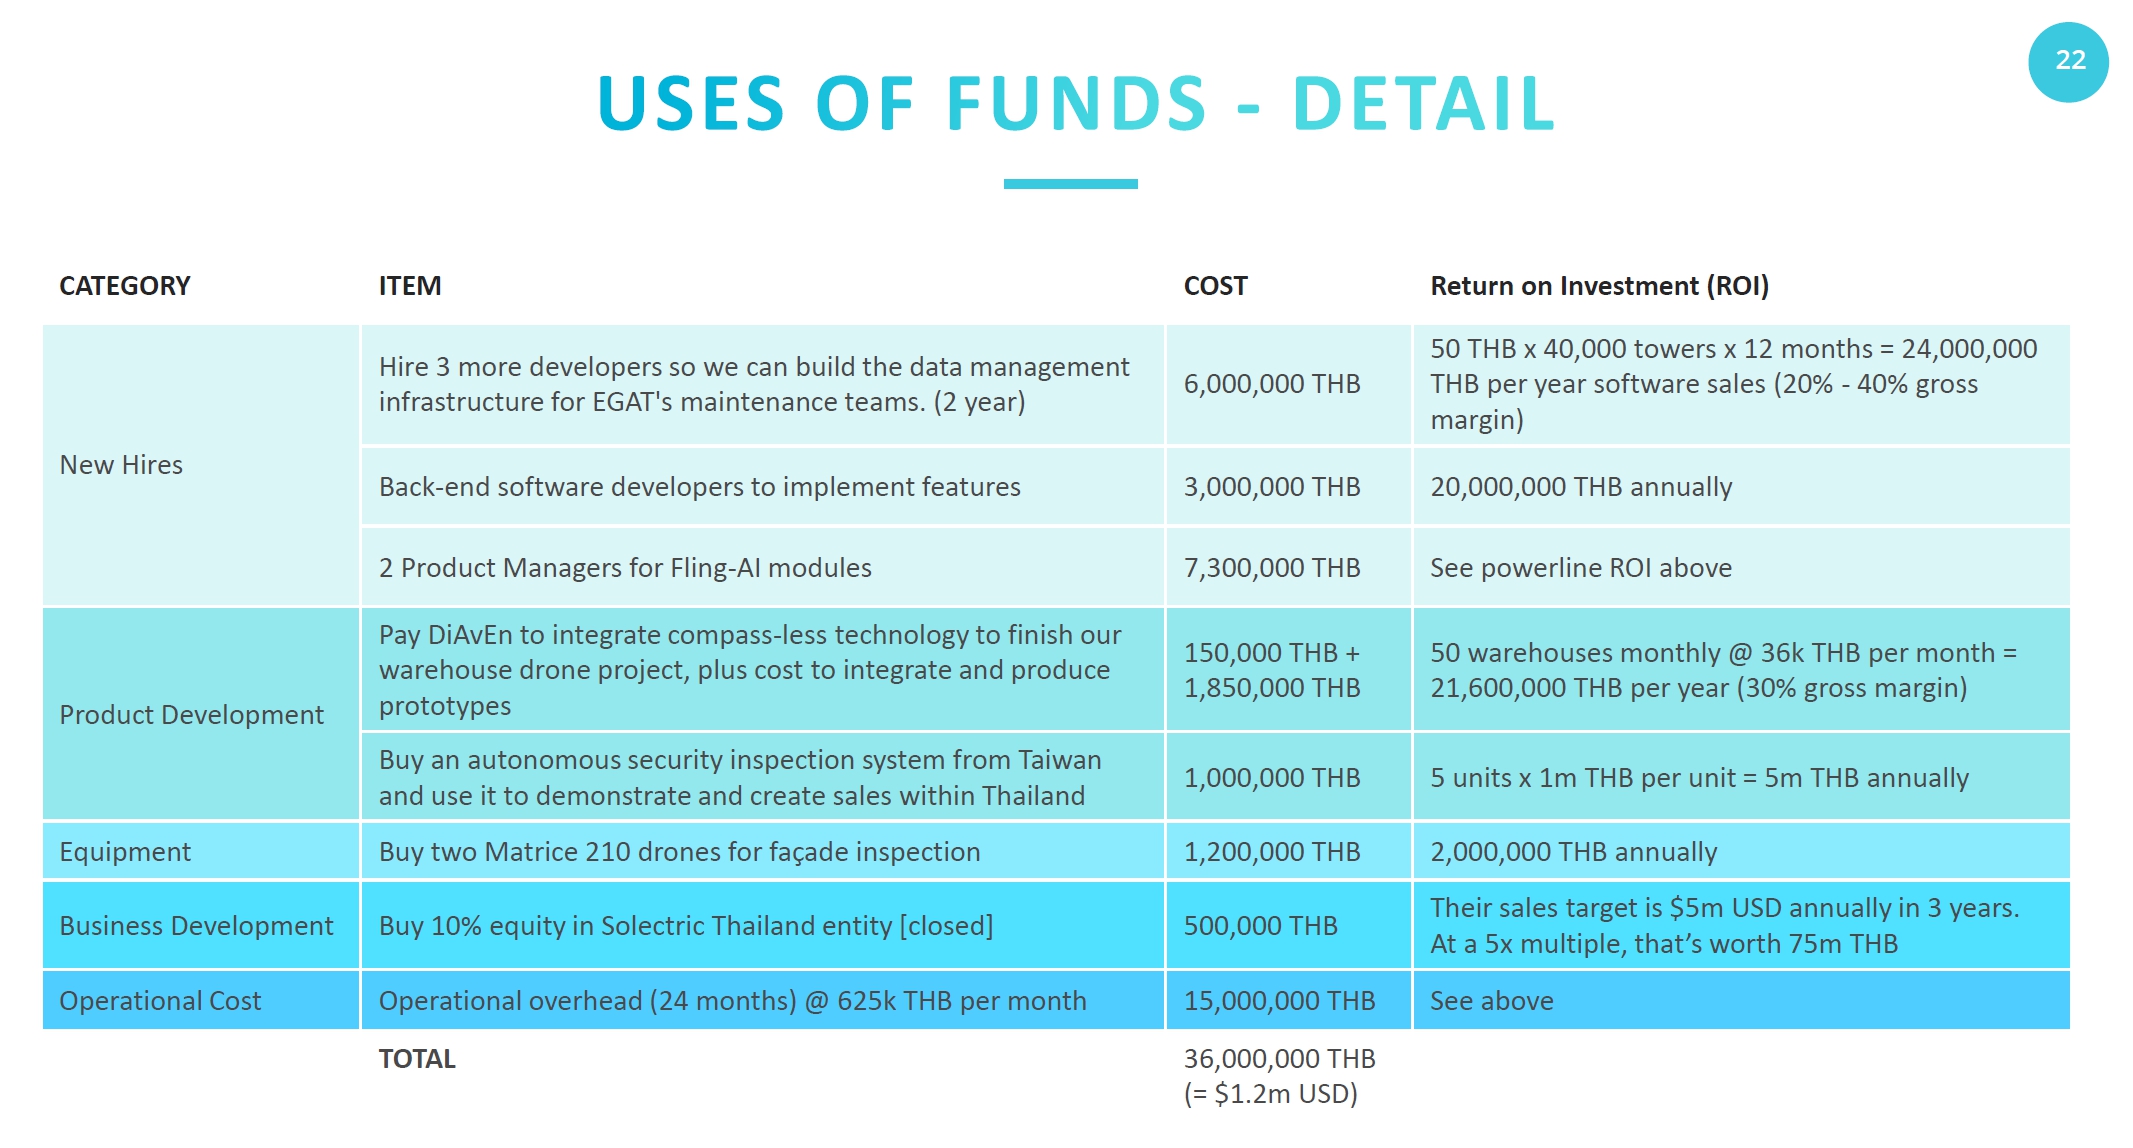 22
USES OF FUNDS - DETAIL
CATEGORY
ITEM
COST
Return on Investment (ROI)
New Hires
Hire 3 more developers so we can build the data management
infrastructure for EGAT's maintenance teams. (2 year)
6,000,000 THB
50 THB x 40,000 towers x 12 months = 24,000,000
THB per year software sales (20% - 40% gross
margin)
Back-end software developers to implement features
3,000,000 THB
20,000,000 THB annually
2 Product Managers for Fling-AI modules
7,300,000 THB
See powerline ROI above
Product Development
Pay DiAvEn to integrate compass-less technology to finish our
warehouse drone project, plus cost to integrate and produce
prototypes
150,000 THB +
1,850,000 THB
50 warehouses monthly @ 36k THB per month =
21,600,000 THB per year (30% gross margin)
Buy an autonomous security inspection system from Taiwan
and use it to demonstrate and create sales within Thailand
1,000,000 THB
5 units x 1m THB per unit = 5m THB annually
Equipment
Buy two Matrice 210 drones for façade inspection
1,200,000 THB
2,000,000 THB annually
Business Development
Buy 10% equity in Solectric Thailand entity [closed]
500,000 THB
Their sales target is $5m USD annually in 3 years.
At a 5x multiple, that’s worth 75m THB
Operational Cost
Operational overhead (24 months) @ 625k THB per month
15,000,000 THB
See above
TOTAL
36,000,000 THB
(= $1.2m USD)